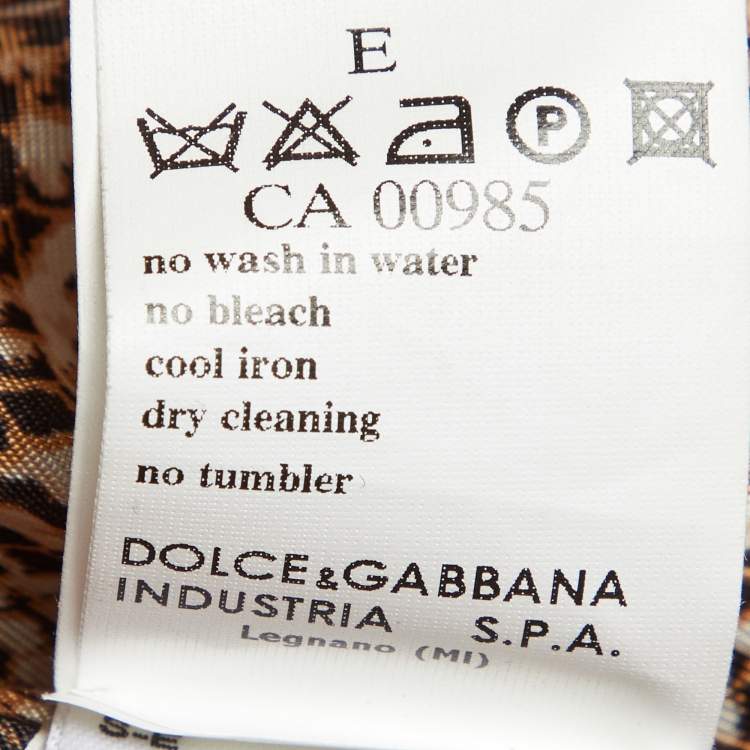 E
P
CA 00985
no wash in water
no bleach
cool iron
dry cleaning
no tumbler
DOLCE&GABBANA
INDUSTRIA S.P.A.
Legnano (MI)